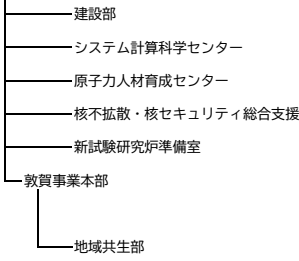 建設部
システム計算科学センター
原子力人材育成センター
核不拡散・核セキュリティ総合支援
新試験研究炉準備室
敦賀事業本部
地域共生部